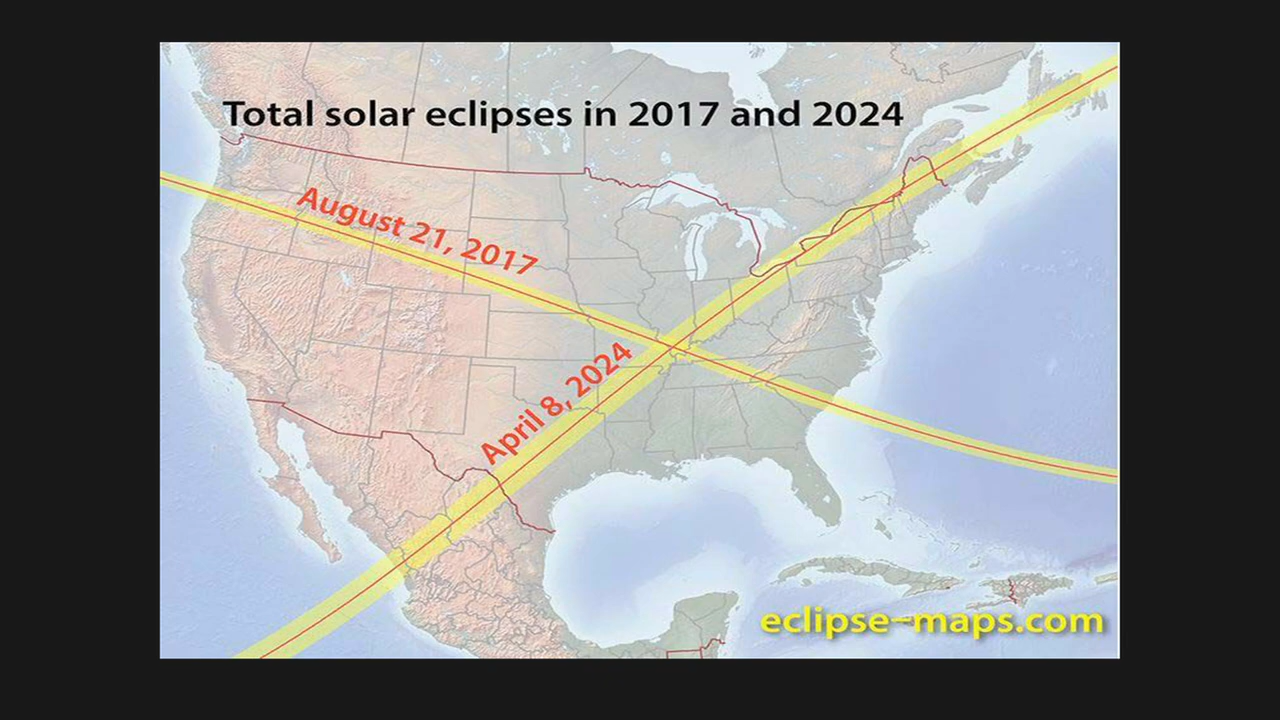 Total solar eclipses in 2017 and 2024
August 21, 2017
April 8, 2024
eclipse-maps.com